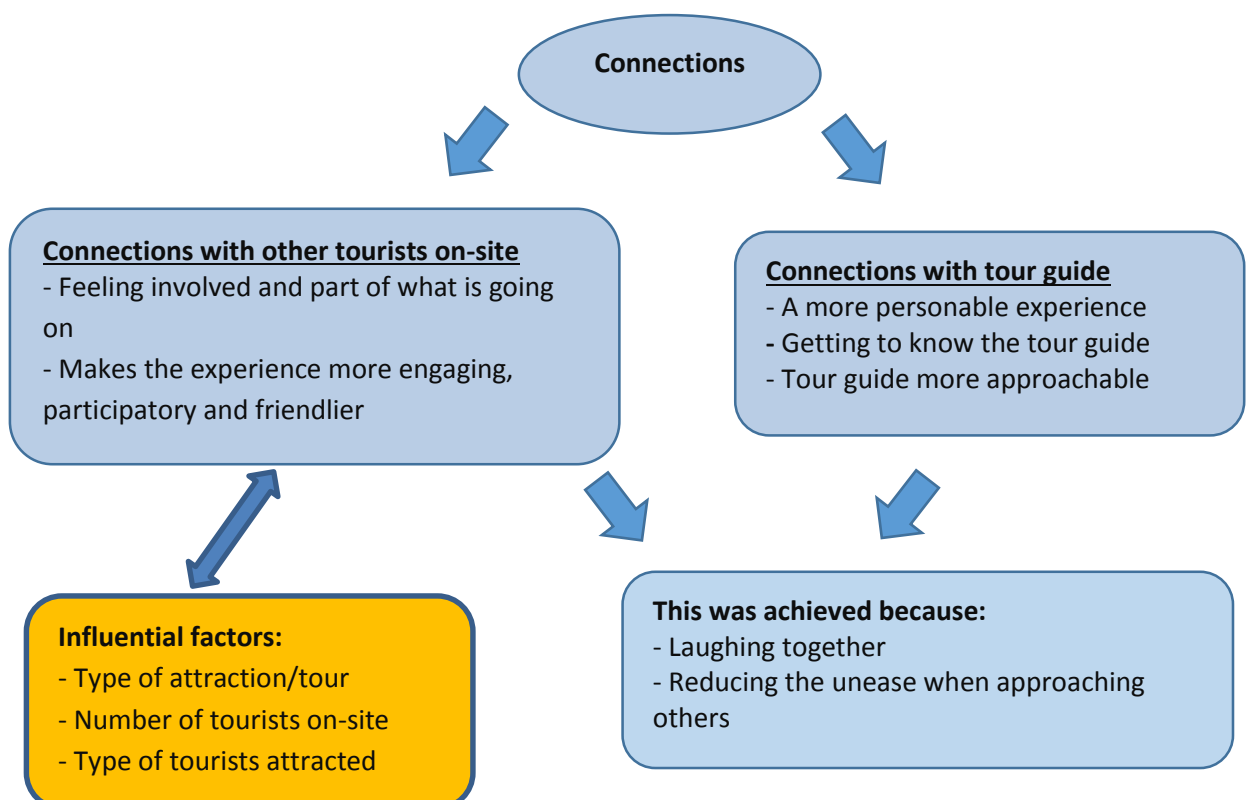 Connections
Connections with other tourists on-site
- Feeling involved and part of what is going
on
- Makes the experience more engaging,
participatory and friendlier
Connections with tour guide
- A more personable experience
- Getting to know the tour guide
- Tour guide more approachable
Influential factors:
- Type of attraction/tour
- Number of tourists on-site
- Type of tourists attracted
This was achieved because:
- Laughing together
- Reducing the unease when approaching
others